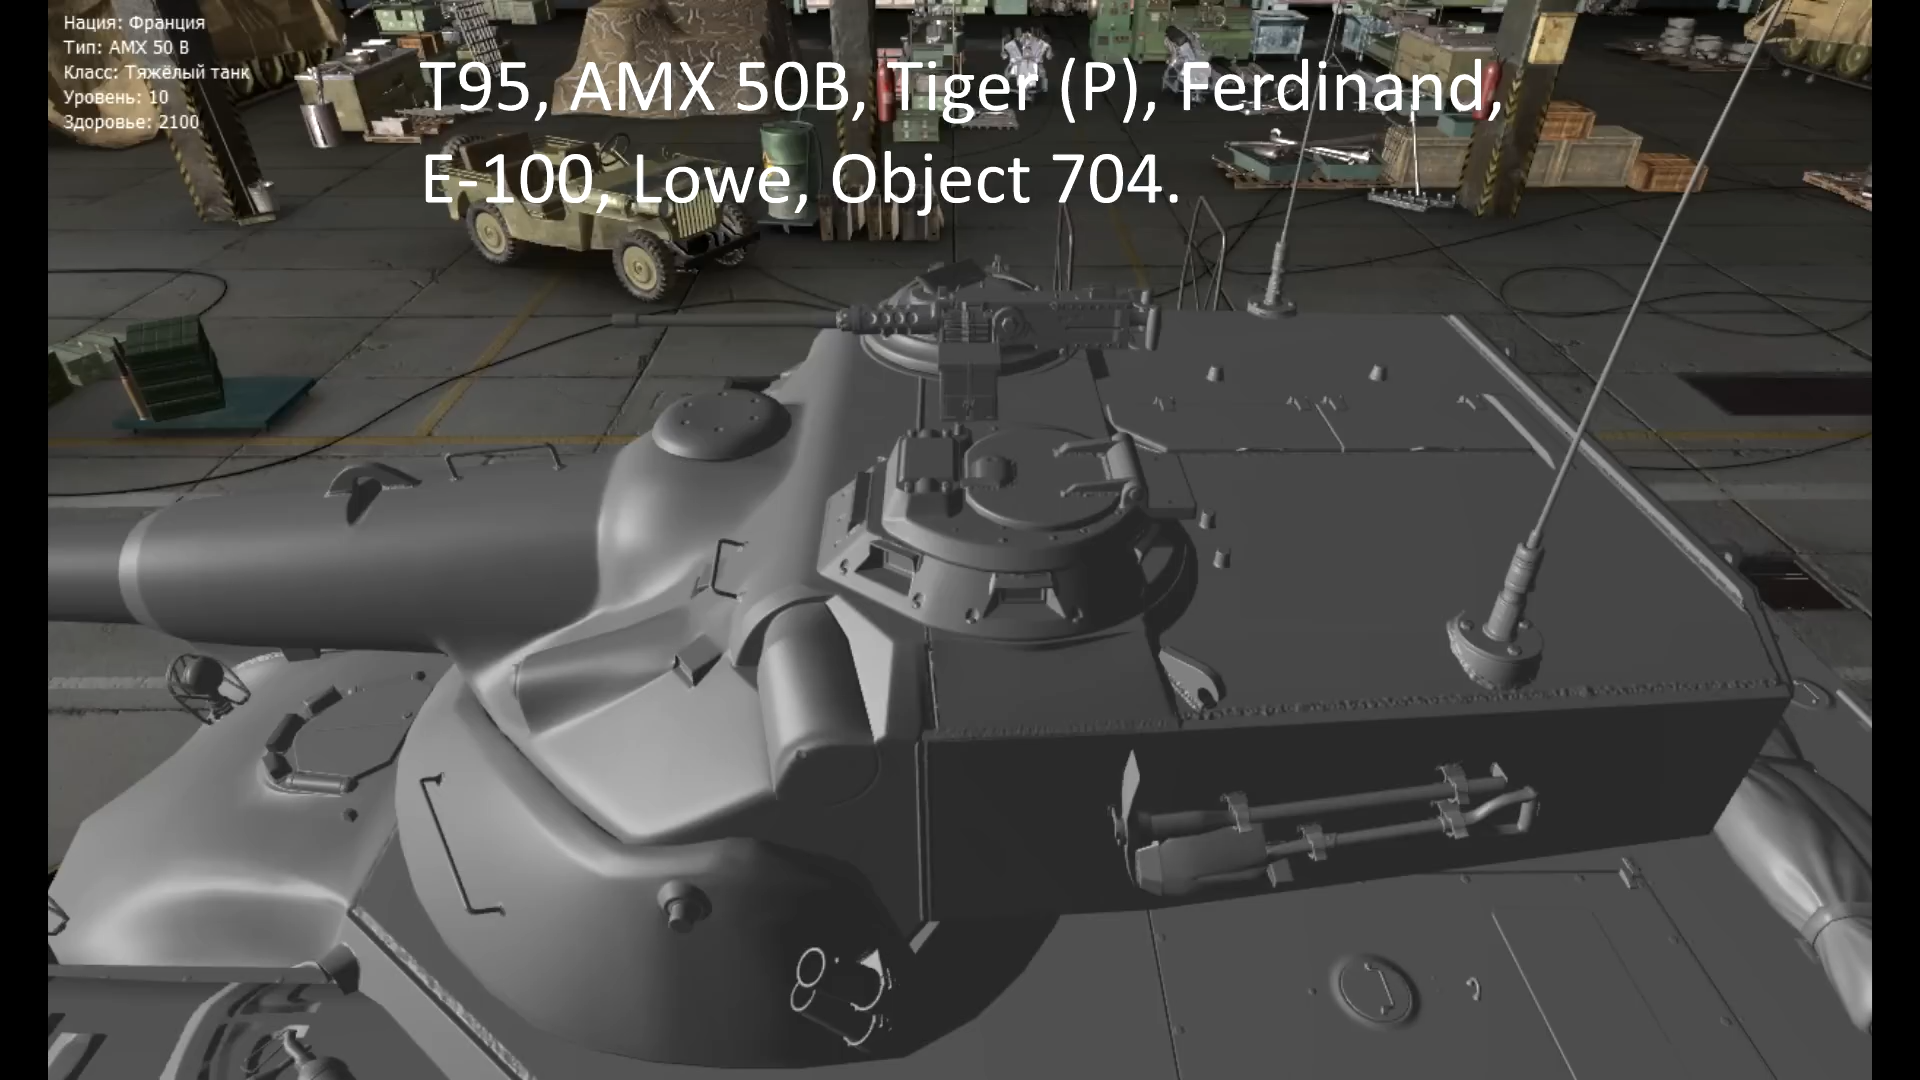 Нация: Франция
Тип: AMX 50 B
Класс: Тяжёлый танк
Уровень: 10
Здоровье: 2100
T95, AMX 50B, Tiger (P), Ferdinand,
E-100, Lowe, Object 704.